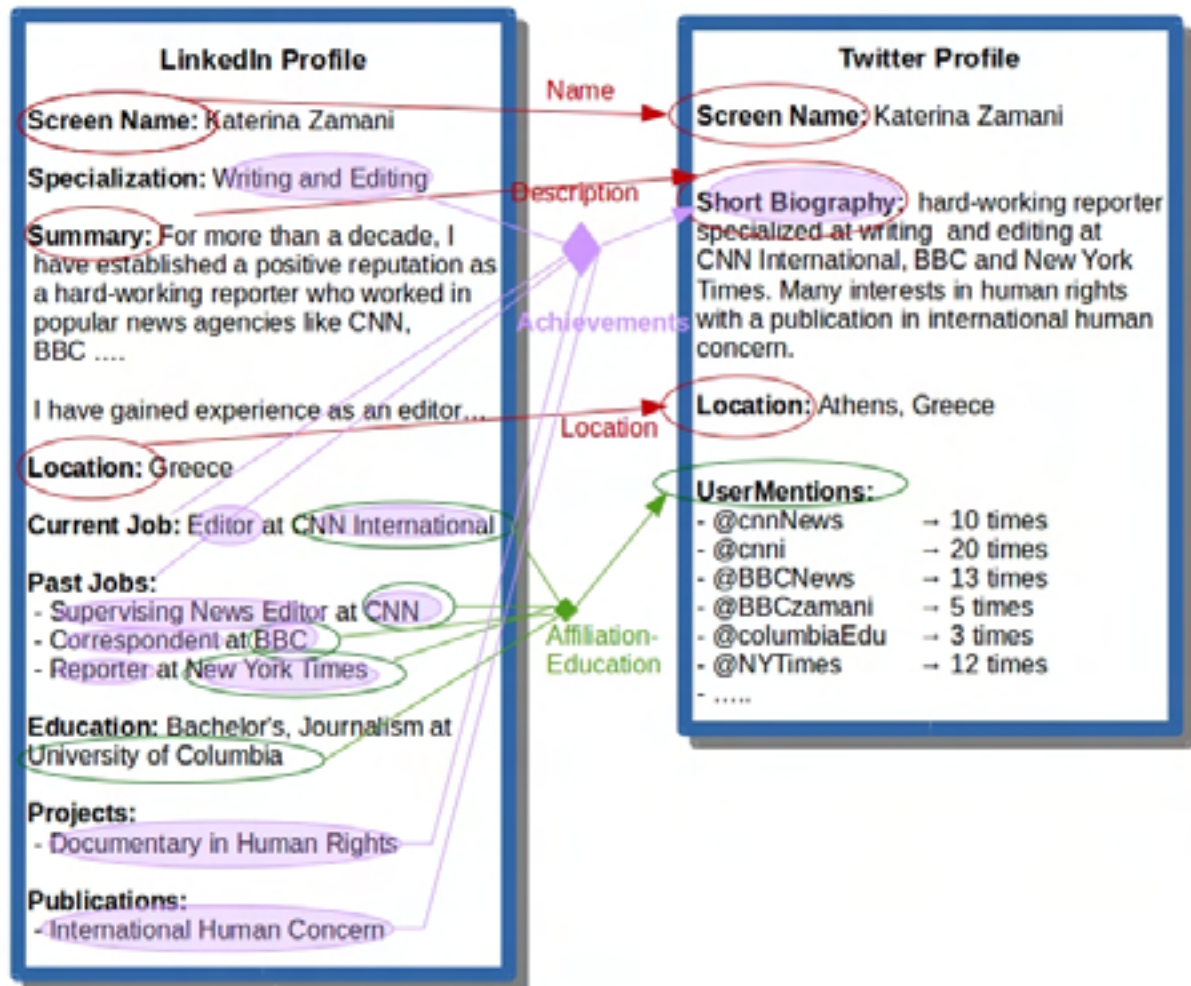 LinkedIn Profile
Screen Name: Katerina Zamani
Specialization: Writing and Editing
Summary: For more than a decade, I
have established a positive reputation as
a hard-working reporter who worked in
popular news agencies like CNN,
BBC ....
I have gained experience as an editor...
Location: Greece
Current Job: Editor at CNN International
Past Jobs:
- Supervising News Editor at CNN
- Correspondent at BBC
- Reporter at New York Times
Education: Bachelor's, Journalism at
University of Columbia
Projects:
- Documentary in Human Rights
Publications:
- International Human Concern
Name
Description
Achievements
Location
Affiliation-
Education
Twitter Profile
Screen Name: Katerina Zamani
Short Biography: hard-working reporter
specialized at writing and editing at
CNN International, BBC and New York
Times. Many interests in human rights
with a publication in international human
concern.
Location: Athens, Greece
UserMentions:
- @cnnNews → 10 times
- @cnni → 20 times
- @BBCNews → 13 times
- @BBCzamani → 5 times
- @columbiaEdu → 3 times
- @NYTimes → 12 times
- .....